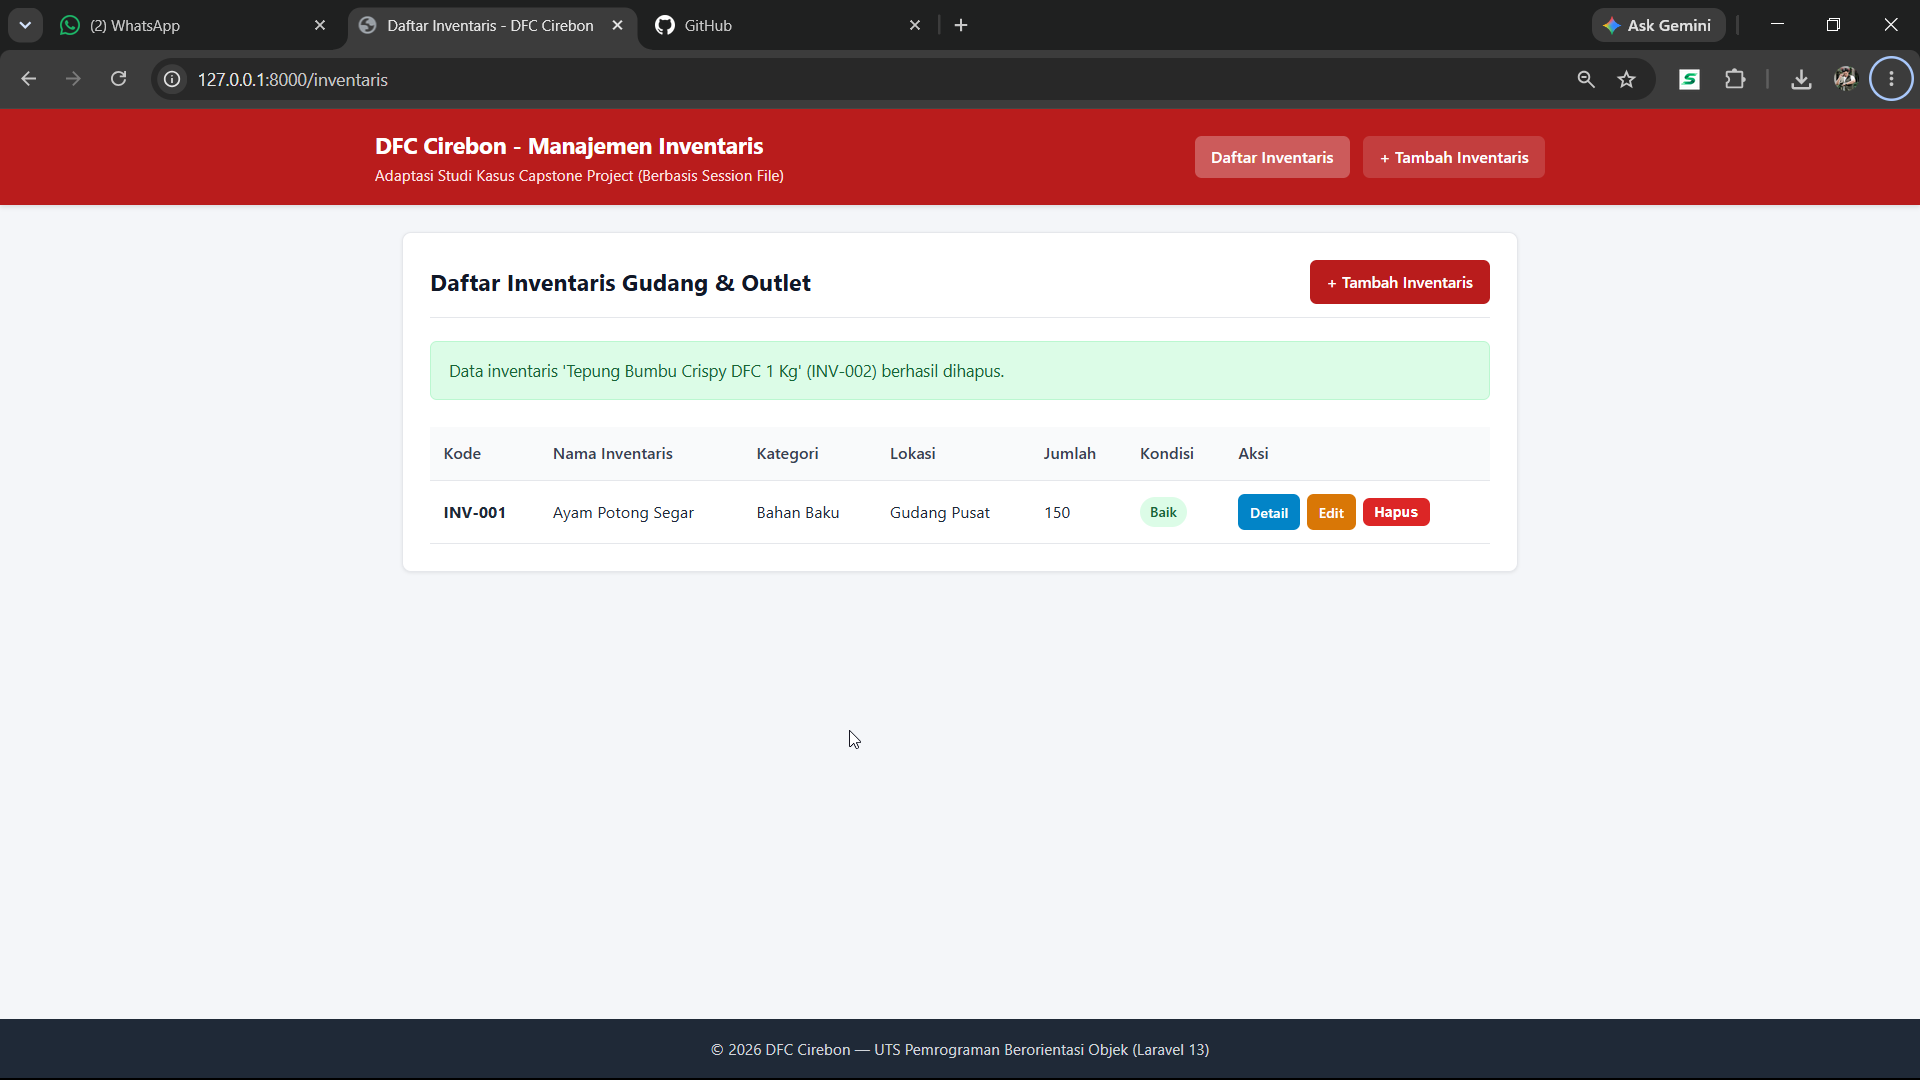 (2) WhatsApp
Daftar Inventaris - DFC Cirebon
GitHub
Ask Gemini
127.0.0.1:8000/inventaris
DFC Cirebon - Manajemen Inventaris
Adaptasi Studi Kasus Capstone Project (Berbasis Session File)
Daftar Inventaris
+ Tambah Inventaris
Daftar Inventaris Gudang & Outlet
+ Tambah Inventaris
Data inventaris 'Tepung Bumbu Crispy DFC 1 Kg' (INV-002) berhasil dihapus.
Kode Nama Inventaris Kategori Lokasi Jumlah Kondisi Aksi
INV-001 Ayam Potong Segar Bahan Baku Gudang Pusat 150 Baik Detail Edit Hapus
© 2026 DFC Cirebon — UTS Pemrograman Berorientasi Objek (Laravel 13)